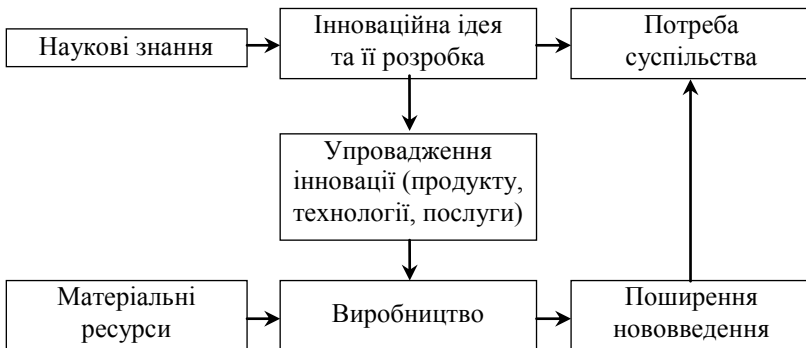 Наукові знання
Інноваційна ідея
та її розробка
Потреба
суспільства
Упровадження
інновації (продукту,
технології, послуги)
Матеріальні
ресурси
Виробництво
Поширення
нововведення